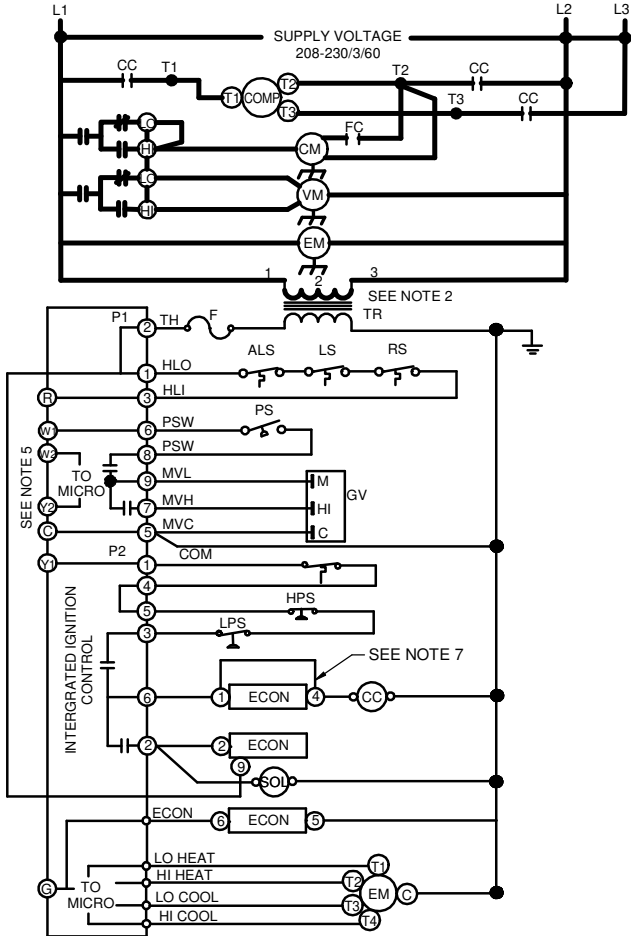 L1 L2 L3
SUPPLY VOLTAGE
208-230/3/60
CC T1 T2 CC
T1 COMP T2
T3 T3 CC
LO
FC
HI CM
LO
VM
HI
EM
1 2 3
SEE NOTE 2
TR
P1 2 TH F
ALS LS RS
1 HLO
R 3 HLI
PS
W1 6 PSW
W2 8 PSW
TO
MICRO
SEE NOTE 5
9 MVL M
GV
Y2 7 MVH HI
C 5 MVC C
COM
Y1 P2 1
4
HPS
5
LPS
3
SEE NOTE 7
INTERGRATED IGNITION
CONTROL
6 1 ECON 4 CC
2 2 ECON
9
SOL
ECON 6 ECON 5
LO HEAT T1
G TO
MICRO
HI HEAT T2
EM C
LO COOL T3
HI COOL T4